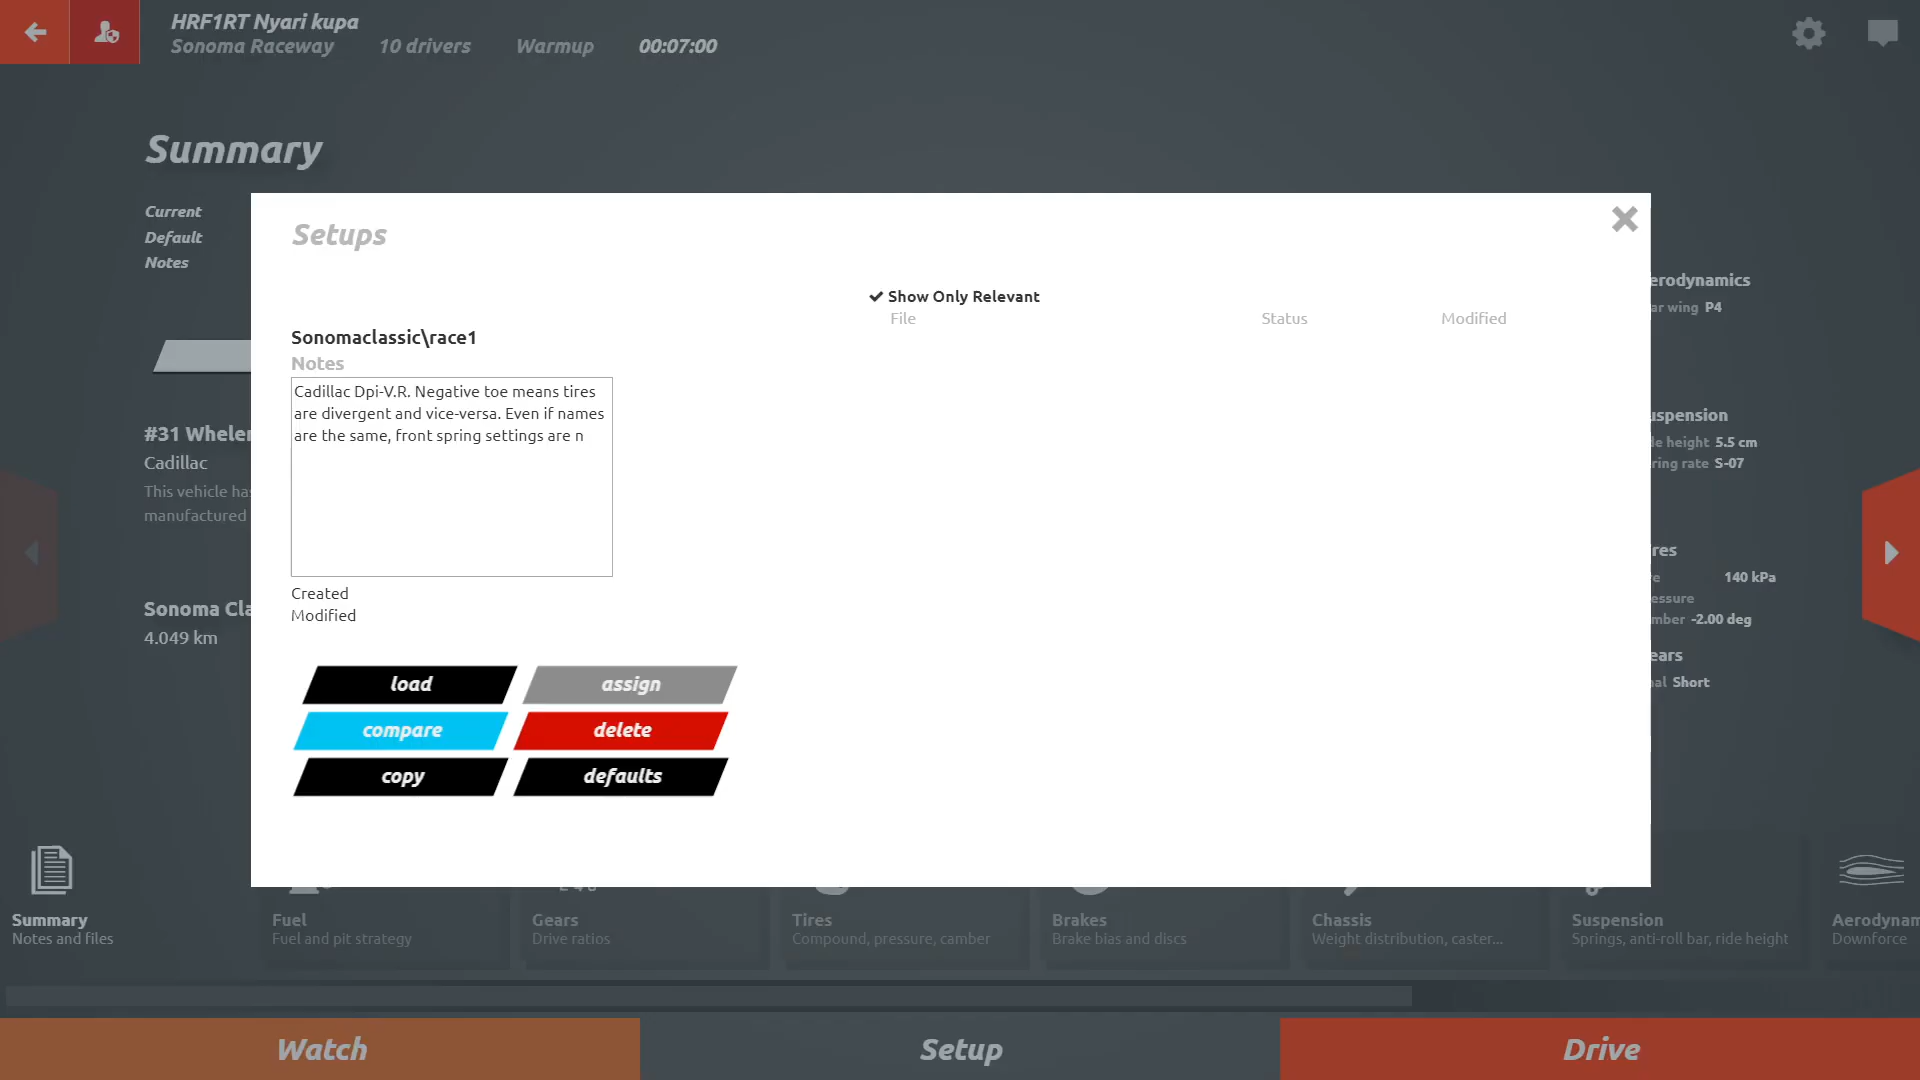 HRF1RT Nyari kupa
Sonoma Raceway 10 drivers Warmup 00:07:00
Summary
Current
Default
Notes
#31 Whelen
Cadillac
This vehicle ha
manufactured
Sonoma Cla
4.049 km
Setups
Show Only Relevant
File Status Modified
Sonomaclassic\race1
Notes
Cadillac Dpi-V.R. Negative toe means tires
are divergent and vice-versa. Even if names
are the same, front spring settings are n
Created
Modified
load assign
compare delete
copy defaults
erodynamics
ar wing P4
uspension
de height 5.5 cm
ring rate S-07
res
re 140 kPa
essure
mber -2.00 deg
ears
al Short
Summary
Notes and files
Fuel
Fuel and pit strategy
Gears
Drive ratios
Tires
Compound, pressure, camber
Brakes
Brake bias and discs
Chassis
Weight distribution, caster...
Suspension
Springs, anti-roll bar, ride height
Aerodynam
Downforce
Watch Setup Drive